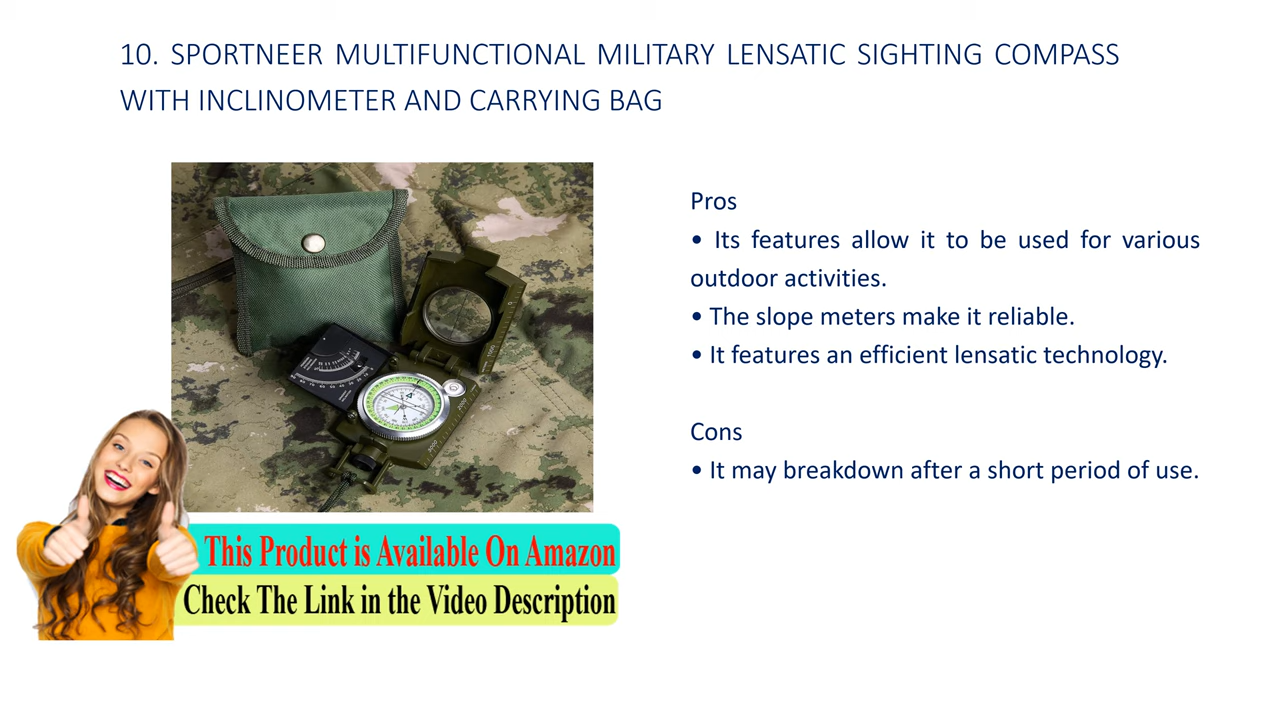 10. SPORTNEER MULTIFUNCTIONAL MILITARY LENSATIC SIGHTING COMPASS
WITH INCLINOMETER AND CARRYING BAG
Pros
• Its features allow it to be used for various
outdoor activities.
• The slope meters make it reliable.
• It features an efficient lensatic technology.
Cons
• It may breakdown after a short period of use.
This Product is Available On Amazon
Check The Link in the Video Description